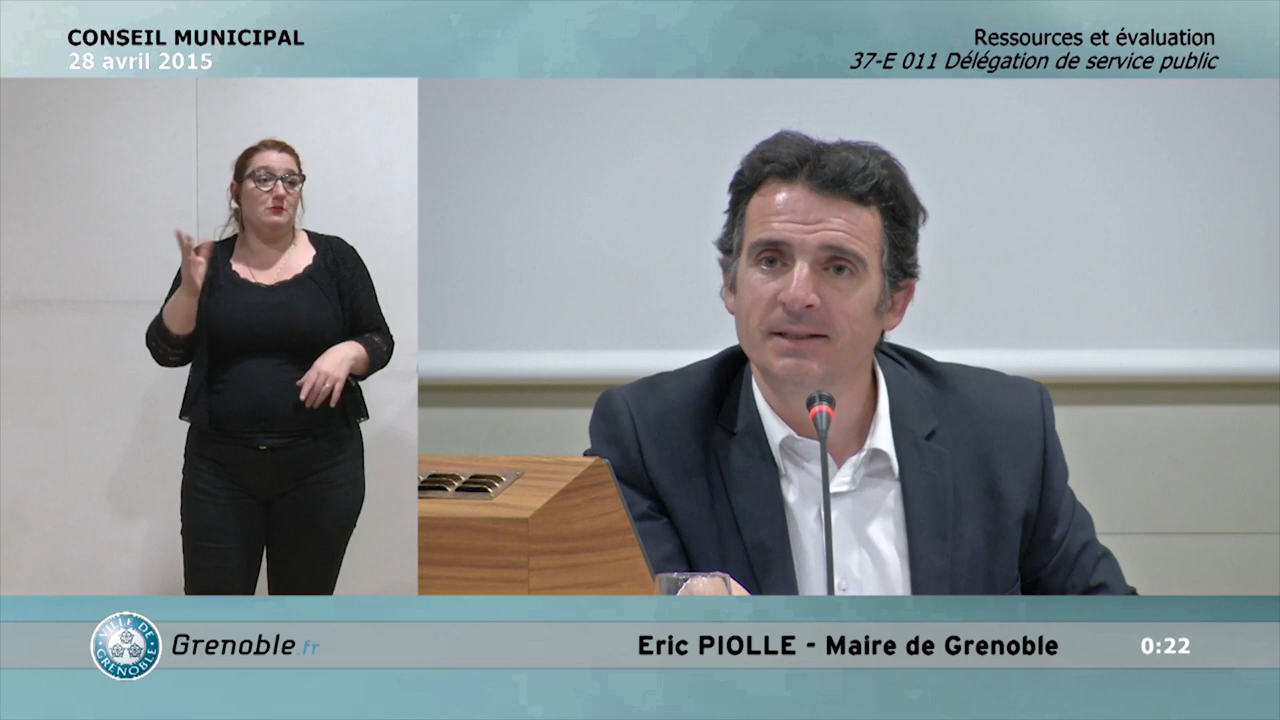 CONSEIL MUNICIPAL
28 avril 2015
Ressources et évaluation
37-E 011 Délégation de service public
VILLE DE GRENOBLE
Grenoble.fr
Eric PIOLLE - Maire de Grenoble
0:22